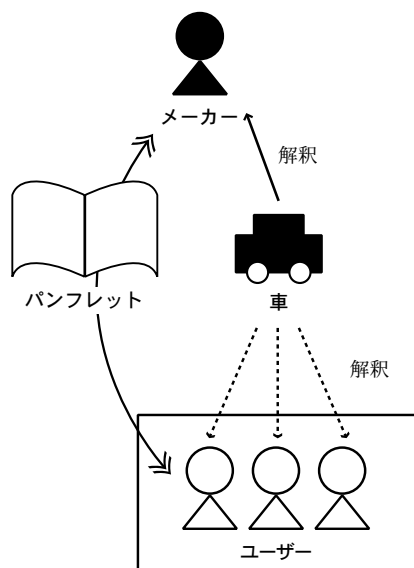 メーカー
解釈
パンフレット
車
解釈
ユーザー